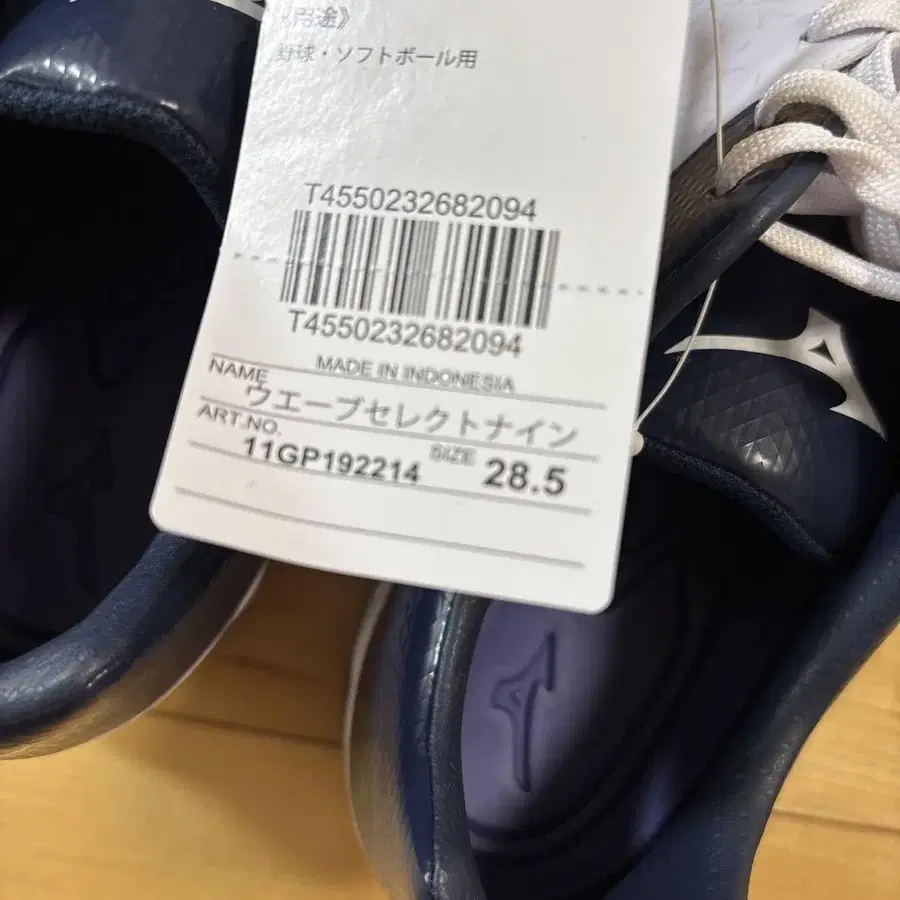 《用途》
野球・ソフトボール用
T4550232682094
T4550232682094
MADE IN INDONESIA
NAME
ウエーブセレクトナイン
ART.NO.
11GP192214
SIZE 28.5